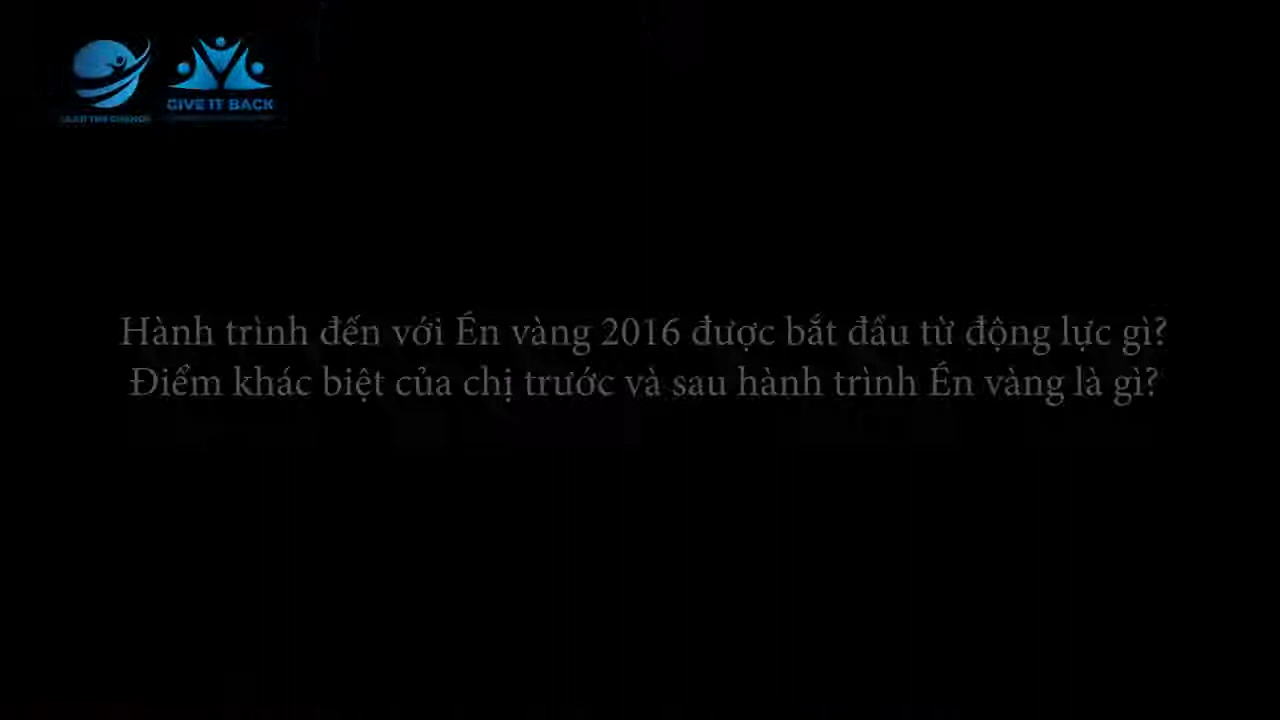 GIVE IT BACK
Hành trình đến với Én vàng 2016 được bắt đầu từ động lực gì?
Điểm khác biệt của chị trước và sau hành trình Én vàng là gì?